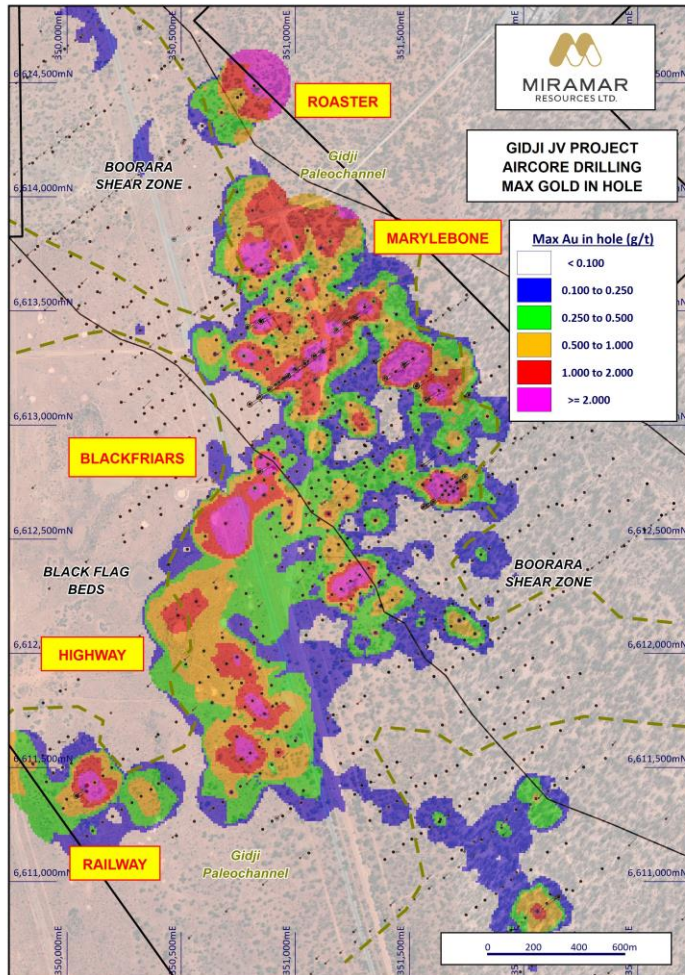 350,000mE
350,500mE
351,000mE
351,500mE
MIRAMAR
RESOURCES LTD.
6,614,500mN
ROASTER
GIDJI JV PROJECT
AIRCORE DRILLING
MAX GOLD IN HOLE
Gidji
Paleochannel
BOORARA
SHEAR ZONE
6,614,000mN
MARYLEBONE
Max Au in hole (g/t)
< 0.100
0.100 to 0.250
0.250 to 0.500
0.500 to 1.000
1.000 to 2.000
>= 2.000
6,613,500mN
6,613,000mN
BLACKFRIARS
6,612,500mN
6,612,500mN
BLACK FLAG
BEDS
BOORARA
SHEAR ZONE
6,612,000mN
6,612,000mN
HIGHWAY
6,611,500mN
6,611,500mN
RAILWAY
Gidji
Paleochannel
6,611,000mN
6,611,000mN
0 200 400 600m
350,000mE
350,500mE
351,000mE
351,500mE